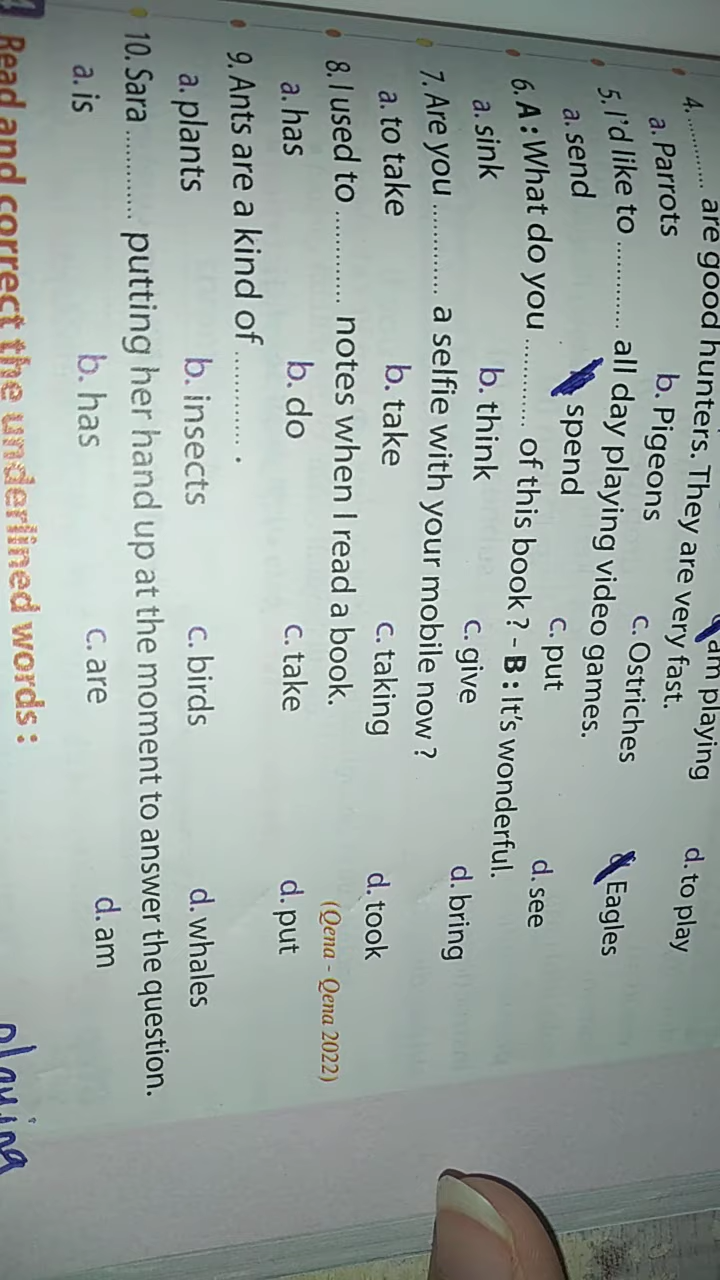 am playing d. to play
4. ............ are good hunters. They are very fast.
a. Parrots b. Pigeons c. Ostriches d. Eagles
5. I'd like to ............ all day playing video games.
a. send spend c. put d. see
6. A : What do you ............ of this book ? - B : It's wonderful.
a. sink b. think c. give d. bring
7. Are you ............ a selfie with your mobile now ?
a. to take b. take c. taking d. took
8. I used to ............ notes when I read a book. (Qena - Qena 2022)
a. has b. do c. take d. put
9. Ants are a kind of ............ .
a. plants b. insects c. birds d. whales
10. Sara ............ putting her hand up at the moment to answer the question.
a. is b. has c. are d. am
4 Read and correct the underlined words :
playing